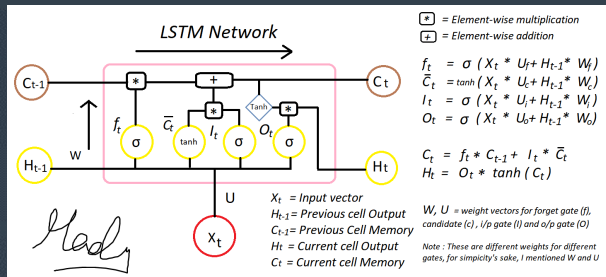 LSTM Network
* = Element-wise multiplication
+ = Element-wise addition
Ct-1
*
+
Ct
Tanh
*
*
ft
C̅t
It
Ot
σ
tanh
σ
σ
W
Ht-1
Ht
U
Xt
ft = σ ( Xt * Uf + Ht-1 * Wf )
C̅t = tanh ( Xt * Uc + Ht-1 * Wc )
It = σ ( Xt * Ui + Ht-1 * Wi )
Ot = σ ( Xt * Uo + Ht-1 * Wo )
Ct = ft * Ct-1 + It * C̅t
Ht = Ot * tanh ( Ct )
Xt = Input vector
Ht-1 = Previous cell Output
Ct-1 = Previous cell Memory
Ht = Current cell Output
Ct = Current cell Memory
W, U = weight vectors for forget gate (f),
candidate (c) , i/p gate (I) and o/p gate (O)
Note : These are different weights for different
gates, for simpicity's sake, I mentioned W and U